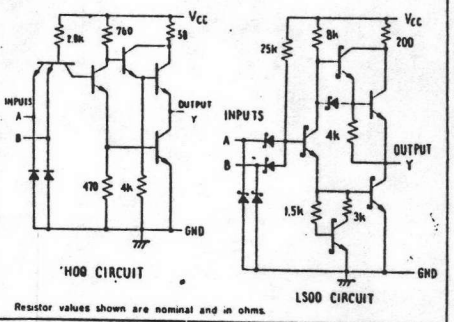 VCC
2.8k
760
58
INPUTS
A
B
OUTPUT
Y
470
4k
GND
'H00 CIRCUIT
VCC
25k
8k
200
INPUTS
A
B
4k
OUTPUT
Y
1.5k
3k
GND
LS00 CIRCUIT
Resistor values shown are nominal and in ohms.